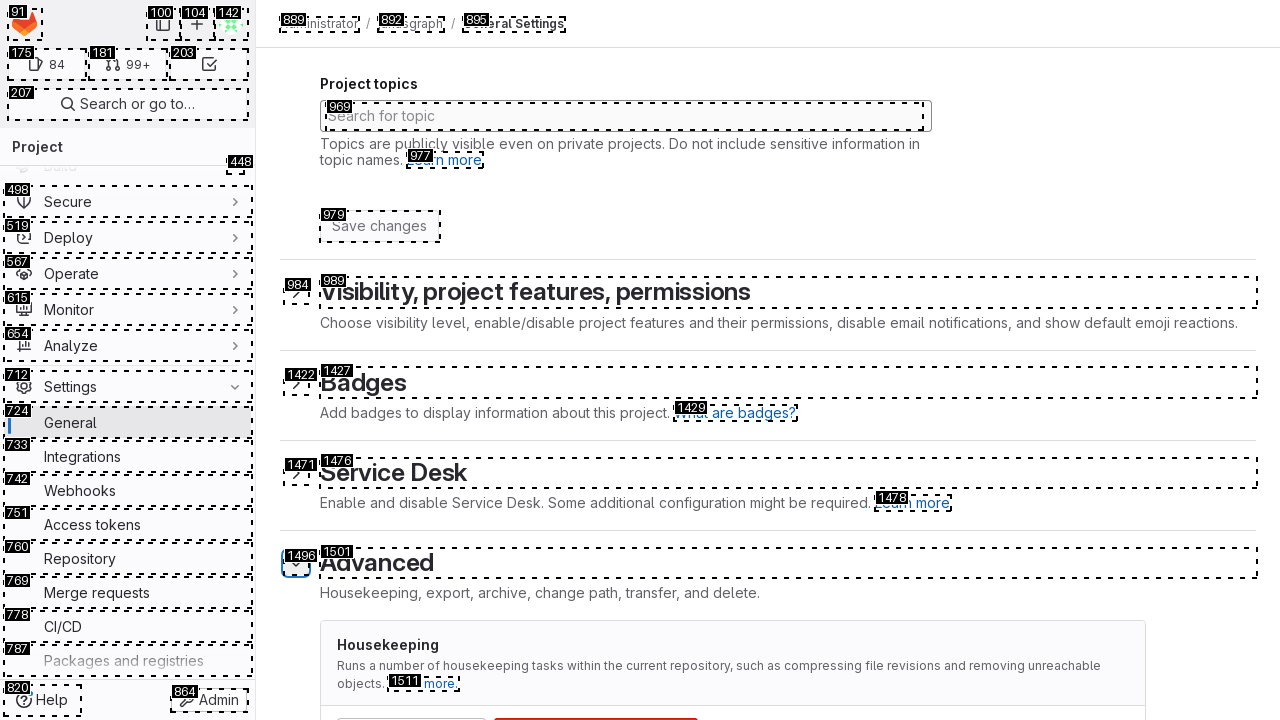 91
100
104
142
175
84
181
99+
203
207
Search or go to…
Project
448
498
Secure
519
Deploy
567
Operate
615
Monitor
654
Analyze
712
Settings
724
General
733
Integrations
742
Webhooks
751
Access tokens
760
Repository
769
Merge requests
778
CI/CD
787
Packages and registries
820
Help
864
Admin
889
/
892
/
895
General Settings
Project topics
969
Search for topic
Topics are publicly visible even on private projects. Do not include sensitive information in
topic names. 977 Learn more.
979
Save changes
984
989
Visibility, project features, permissions
Choose visibility level, enable/disable project features and their permissions, disable email notifications, and show default emoji reactions.
1422
1427
Badges
Add badges to display information about this project. 1429 What are badges?
1471
1476
Service Desk
Enable and disable Service Desk. Some additional configuration might be required. 1478 Learn more.
1496
1501
Advanced
Housekeeping, export, archive, change path, transfer, and delete.
Housekeeping
Runs a number of housekeeping tasks within the current repository, such as compressing file revisions and removing unreachable
objects. 1511 more.